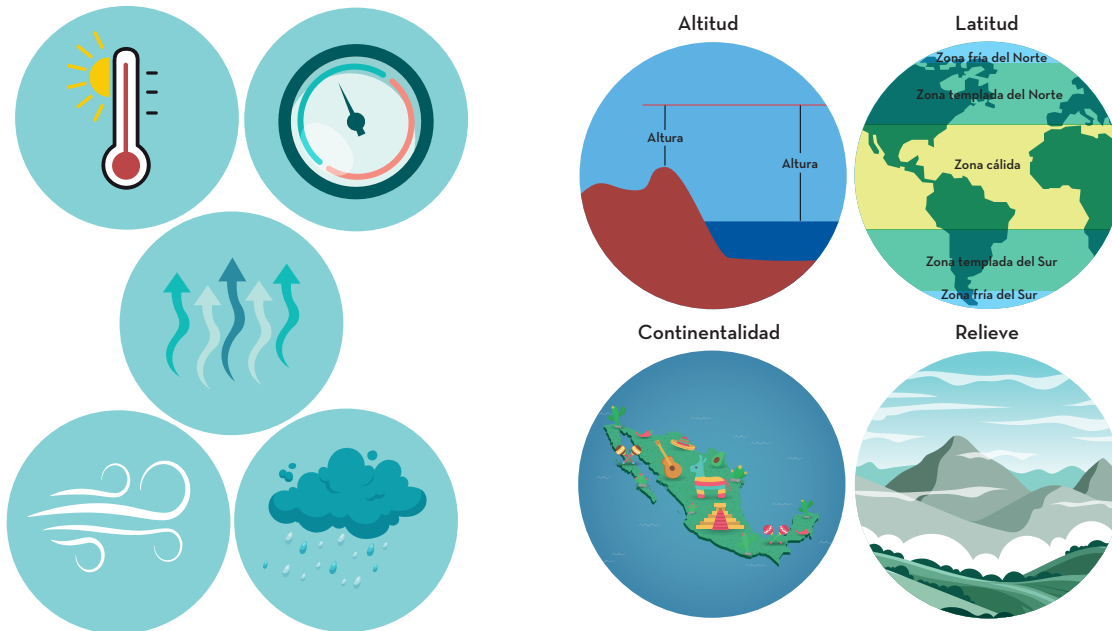 Altitud
Latitud
Altura
Altura
Zona fría del Norte
Zona templada del Norte
Zona cálida
Zona templada del Sur
Zona fría del Sur
Continentalidad
Relieve